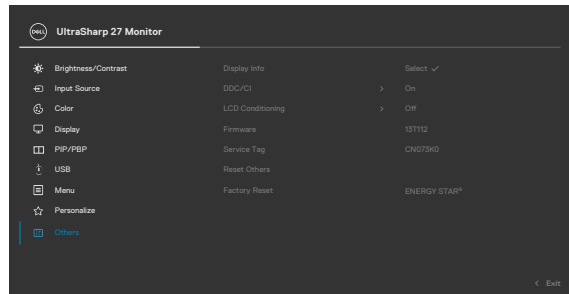 DELL UltraSharp 27 Monitor
Brightness/Contrast Display Info Select ✓
Input Source DDC/CI > On
Color LCD Conditioning > Off
Display Firmware 13T112
PIP/PBP Service Tag CN073K0
USB Reset Others
Menu Factory Reset ENERGY STAR®
Personalize
Others
< Exit